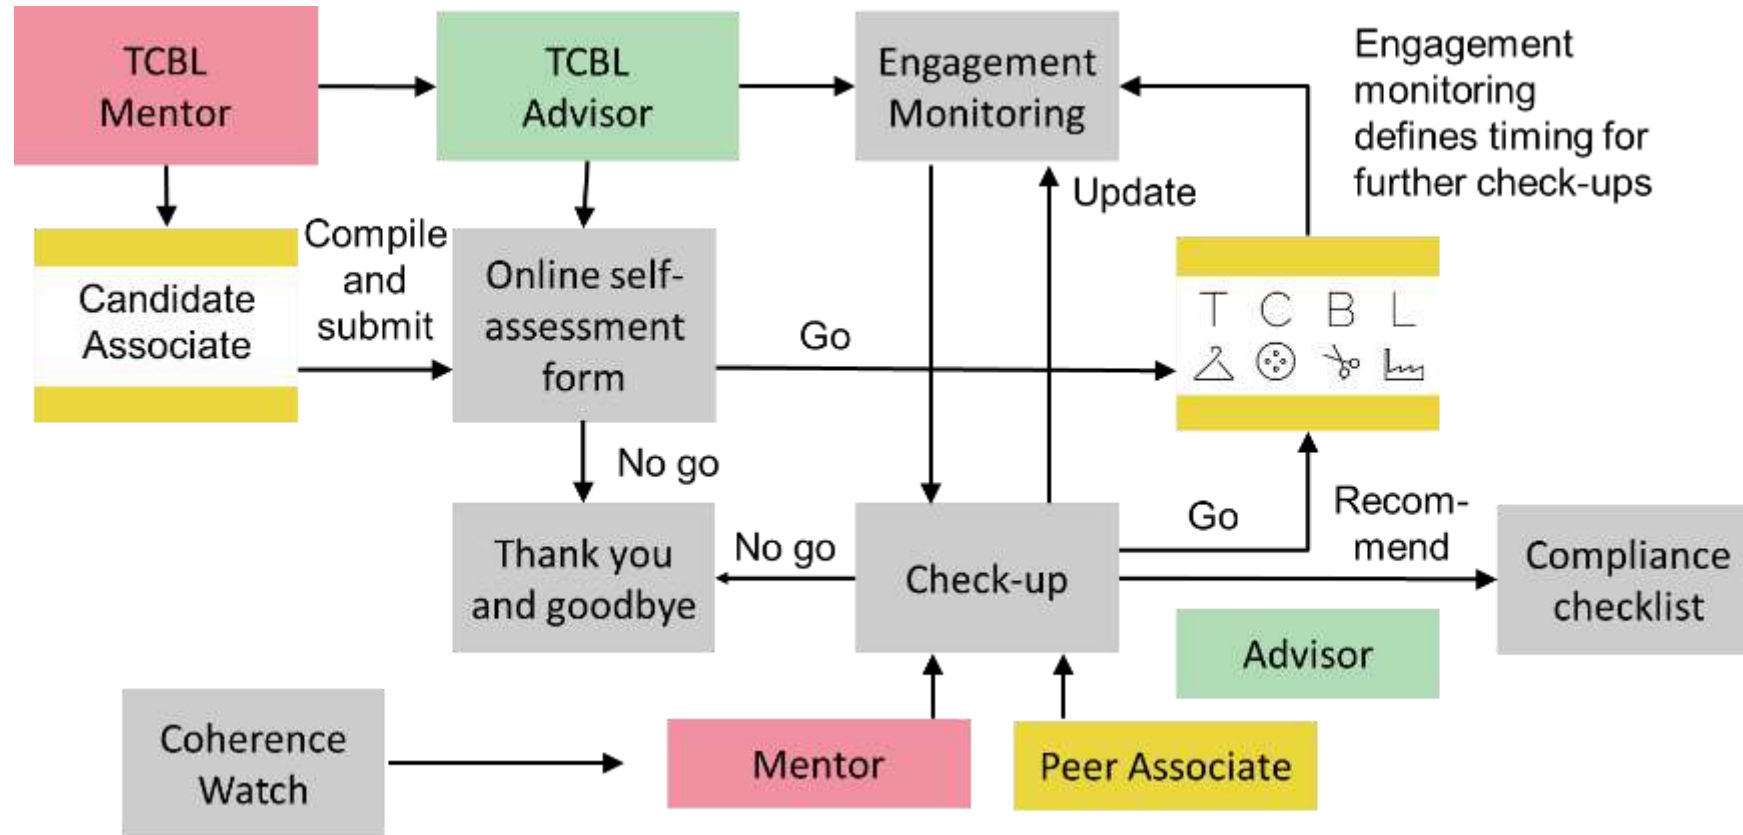 TCBL
Mentor
TCBL
Advisor
Engagement
Monitoring
Engagement
monitoring
defines timing for
further check-ups
Update
Candidate
Associate
Compile
and
submit
Online self-
assessment
form
Go
T C B L
No go
Thank you
and goodbye
No go
Check-up
Go
Recom-
mend
Compliance
checklist
Advisor
Coherence
Watch
Mentor
Peer Associate